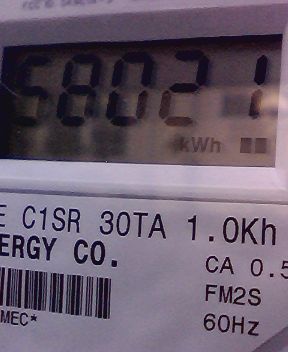 58021
kWh
E C1SR 30TA 1.0Kh
ERGY CO.
CA 0.5
FM2S
MEC*
60Hz